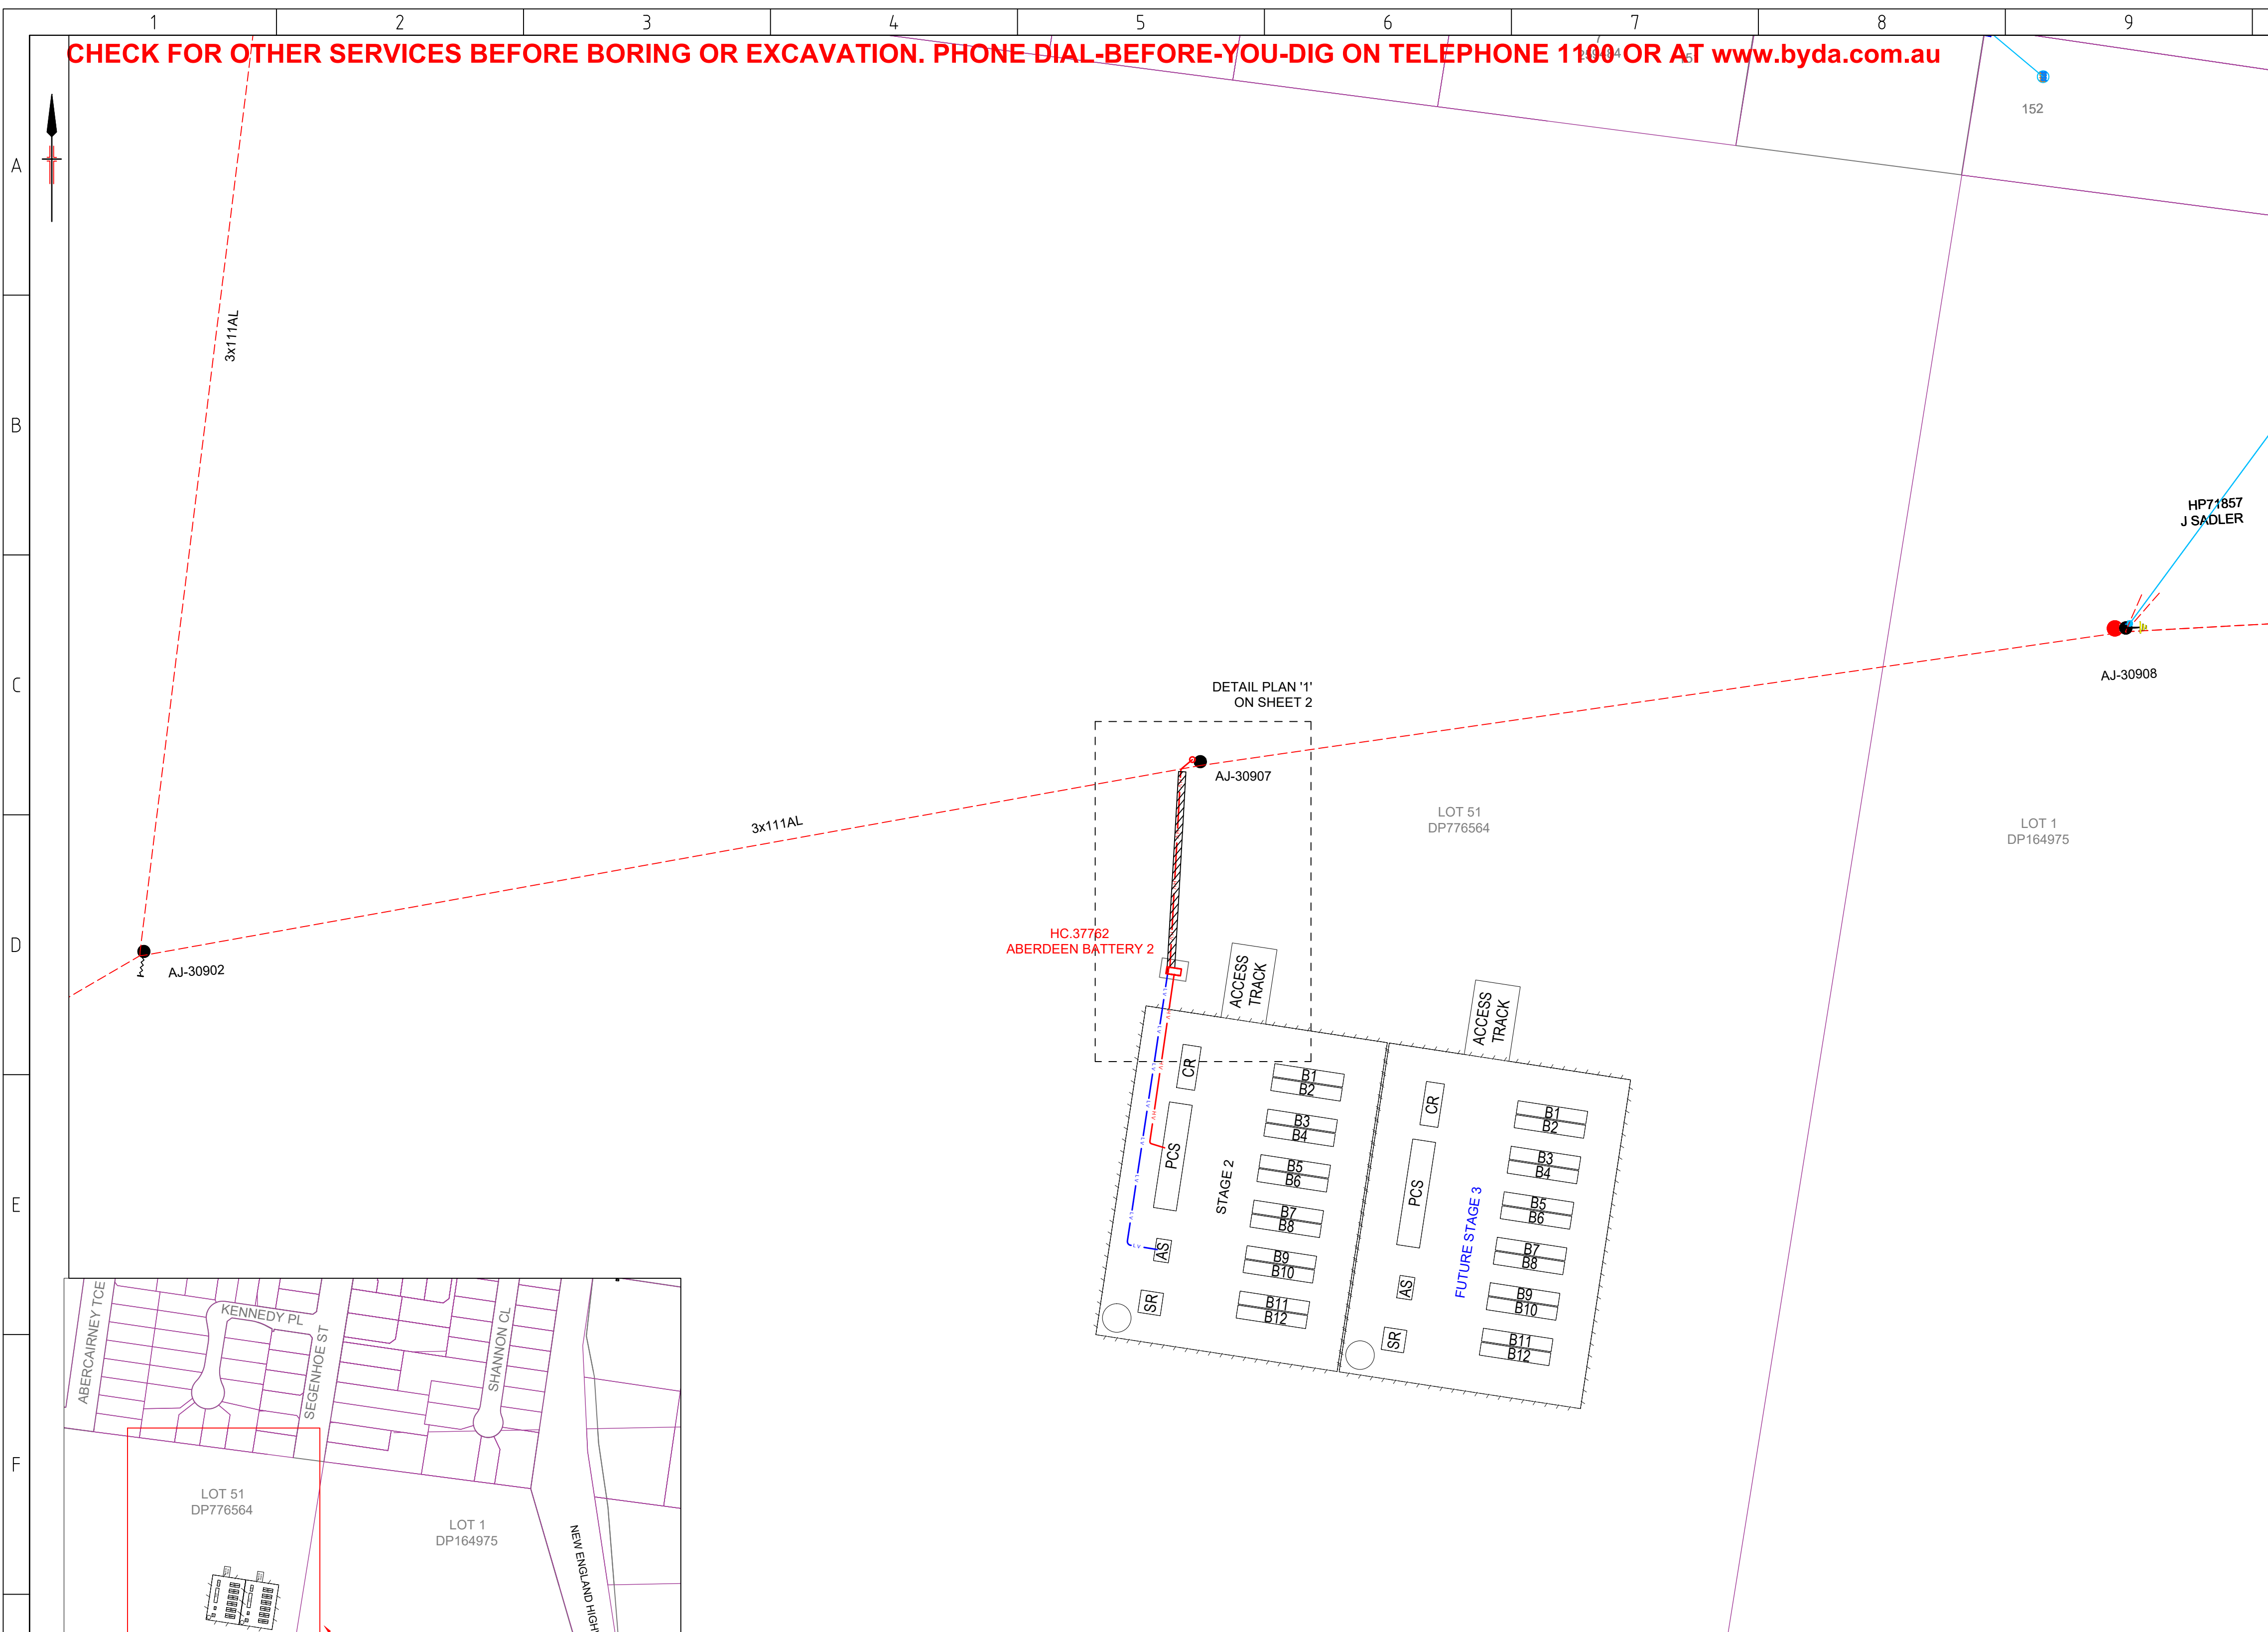 1 2 3 4 5 6 7 8 9
CHECK FOR OTHER SERVICES BEFORE BORING OR EXCAVATION. PHONE DIAL-BEFORE-YOU-DIG ON TELEPHONE 1100 OR AT www.byda.com.au
152
A
3x111AL
B
HP71857
J SADLER
C
AJ-30908
DETAIL PLAN '1'
ON SHEET 2
AJ-30907
LOT 51
DP776564
LOT 1
DP164975
3x111AL
D
HC.37762
ABERDEEN BATTERY 2
AJ-30902
ACCESS
TRACK
ACCESS
TRACK
CR
B1
B2
B3
B4
PCS
B5
B6
STAGE 2
B7
B8
AS
B9
B10
SR
B11
B12
CR
B1
B2
B3
B4
PCS
B5
B6
FUTURE STAGE 3
B7
B8
AS
B9
B10
SR
B11
B12
E
ABERCAIRNEY TCE
KENNEDY PL
SEGENHOE ST
SHANNON CL
F
LOT 51
DP776564
LOT 1
DP164975